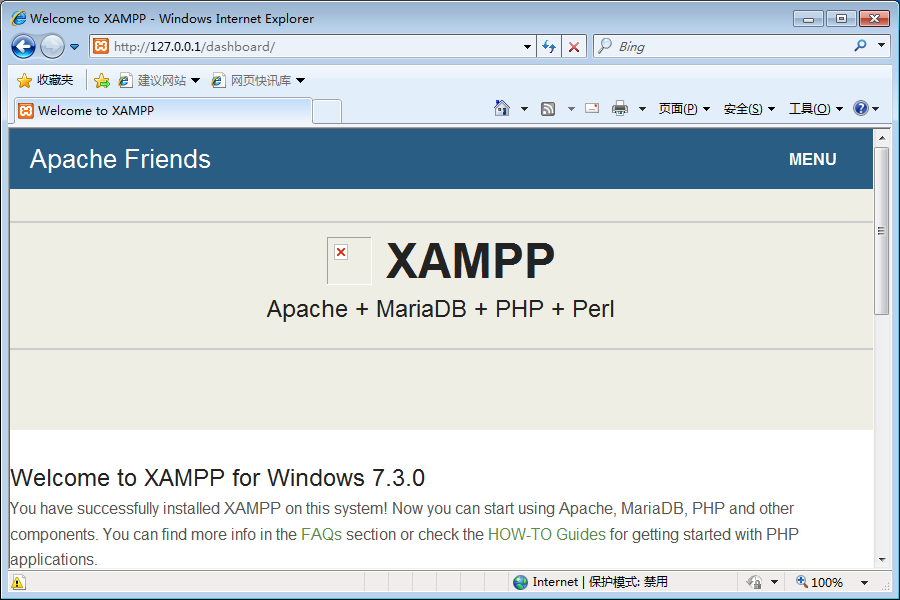 Welcome to XAMPP - Windows Internet Explorer
http://127.0.0.1/dashboard/
Bing
收藏夹 建议网站 网页快讯库
Welcome to XAMPP 页面(P) 安全(S) 工具(O)
Apache Friends MENU
XAMPP
Apache + MariaDB + PHP + Perl
Welcome to XAMPP for Windows 7.3.0
You have successfully installed XAMPP on this system! Now you can start using Apache, MariaDB, PHP and other
components. You can find more info in the FAQs section or check the HOW-TO Guides for getting started with PHP
applications.
Internet | 保护模式: 禁用 100%